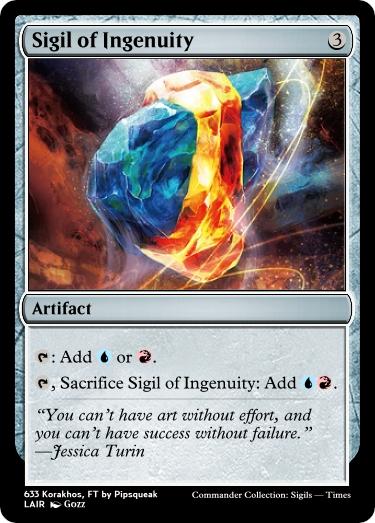 Sigil of Ingenuity 3
Artifact
: Add or .
, Sacrifice Sigil of Ingenuity: Add .
“You can’t have art without effort, and
you can’t have success without failure.”
—Jessica Turin
633 Korakhos, FT by Pipsqueak
LAIR Gozz
Commander Collection: Sigils — Times